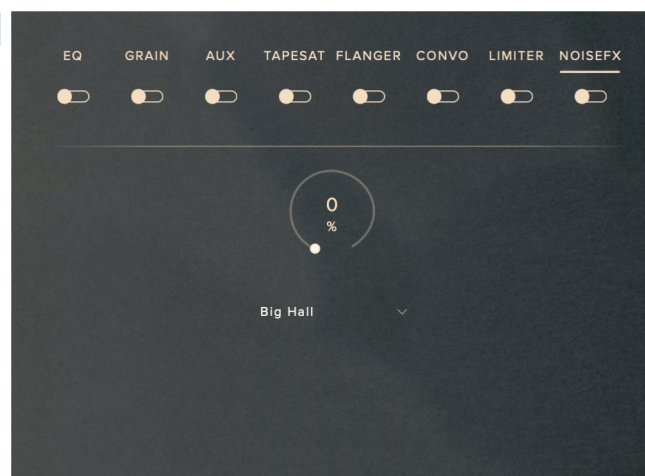 EQ GRAIN AUX TAPESAT FLANGER CONVO LIMITER NOISEFX
0
%
Big Hall